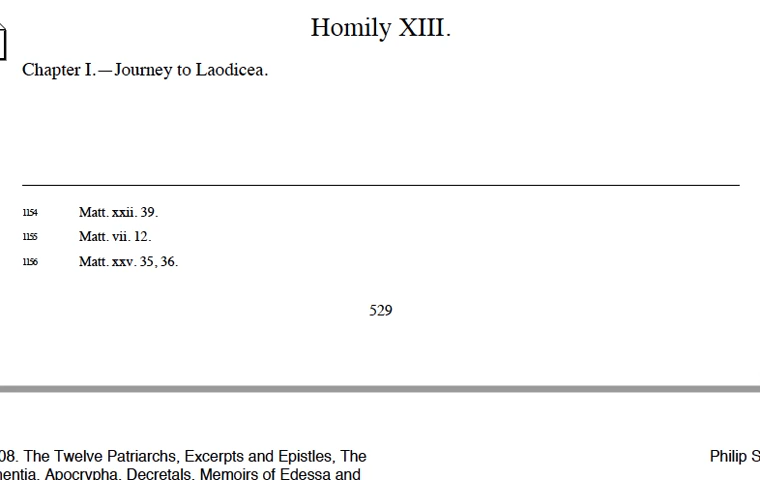 Homily XIII.
Chapter I.—Journey to Laodicea.
1154 Matt. xxii. 39.
1155 Matt. vii. 12.
1156 Matt. xxv. 35, 36.
529
08. The Twelve Patriarchs, Excerpts and Epistles, The
Philip S
Apocrypha, Decretals, Memoirs of Edessa and